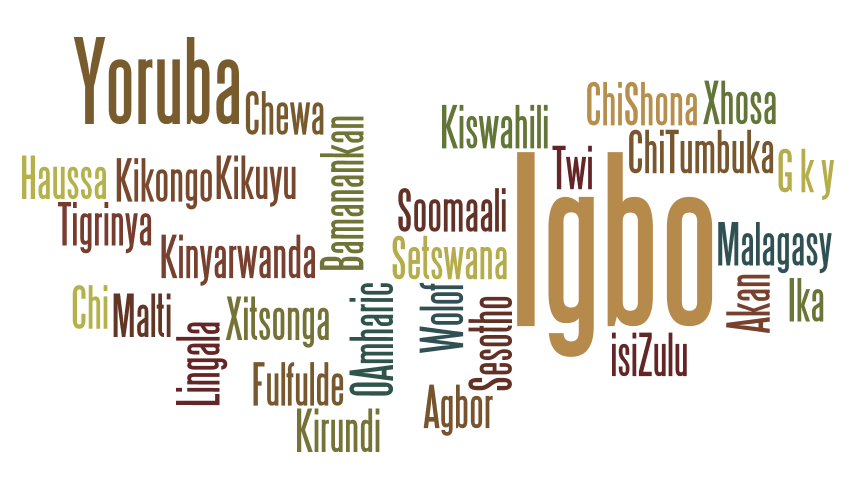 Yoruba
Chewa
Kiswahili
ChiShona
Xhosa
Haussa
Kikongo
Kikuyu
Bamanankan
Twi
ChiTumbuka
G k y
Tigrinya
Kinyarwanda
Soomaali
Setswana
Igbo
Malagasy
Chi
Malti
Xitsonga
OAmharic
Wolof
Sesotho
Akan
Ika
Lingala
Fulfulde
Agbor
isiZulu
Kirundi